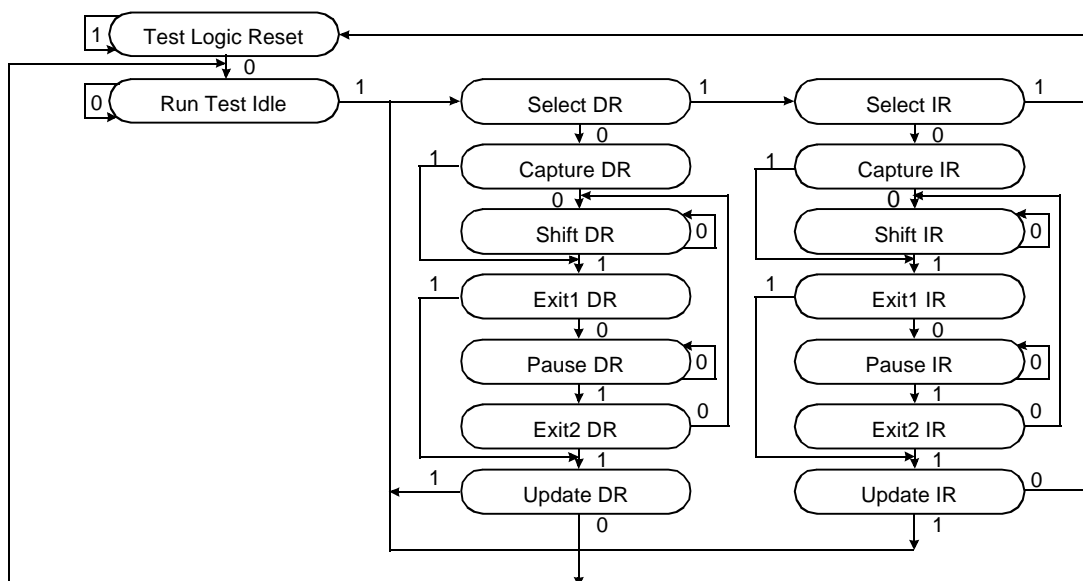 1
Test Logic Reset
0
0
Run Test Idle
1
Select DR
1
Select IR
1
0
0
1
Capture DR
1
Capture IR
0
0
Shift DR
0
Shift IR
0
1
1
1
Exit1 DR
1
Exit1 IR
0
0
Pause DR
0
Pause IR
0
1
1
Exit2 DR
0
Exit2 IR
0
1
1
1
Update DR
Update IR
0
0
1